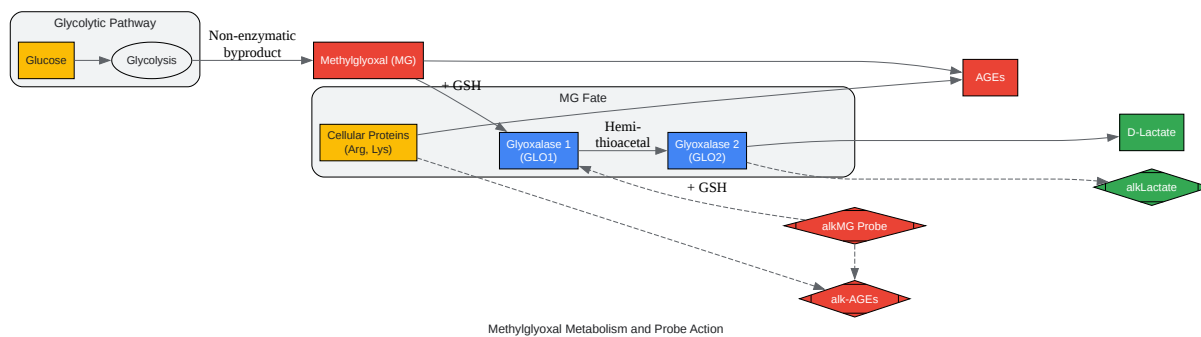 Glycolytic Pathway
Glucose
Glycolysis
Non-enzymatic
byproduct
Methylglyoxal (MG)
AGEs
+ GSH
MG Fate
Cellular Proteins
(Arg, Lys)
Glyoxalase 1
(GLO1)
Hemi-
thioacetal
Glyoxalase 2
(GLO2)
D-Lactate
alkLactate
+ GSH
alkMG Probe
alk-AGEs
Methylglyoxal Metabolism and Probe Action